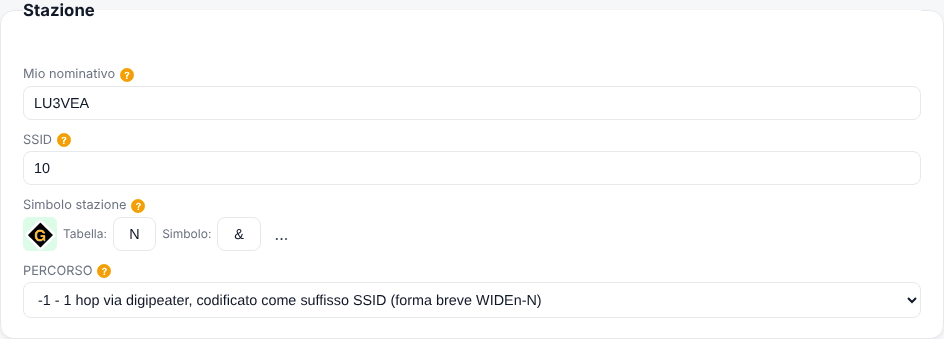 Stazione
Mio nominativo ?
LU3VEA
SSID ?
10
Simbolo stazione ?
G Tabella: N Simbolo: & ...
PERCORSO ?
-1 - 1 hop via digipeater, codificato come suffisso SSID (forma breve WIDEn-N)